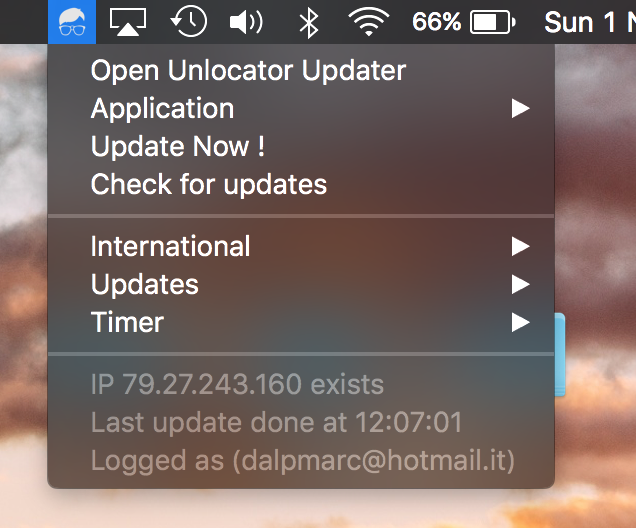 66% Sun 1
Open Unlocator Updater
Application
Update Now !
Check for updates
International
Updates
Timer
IP 79.27.243.160 exists
Last update done at 12:07:01
Logged as (dalpmarc@hotmail.it)